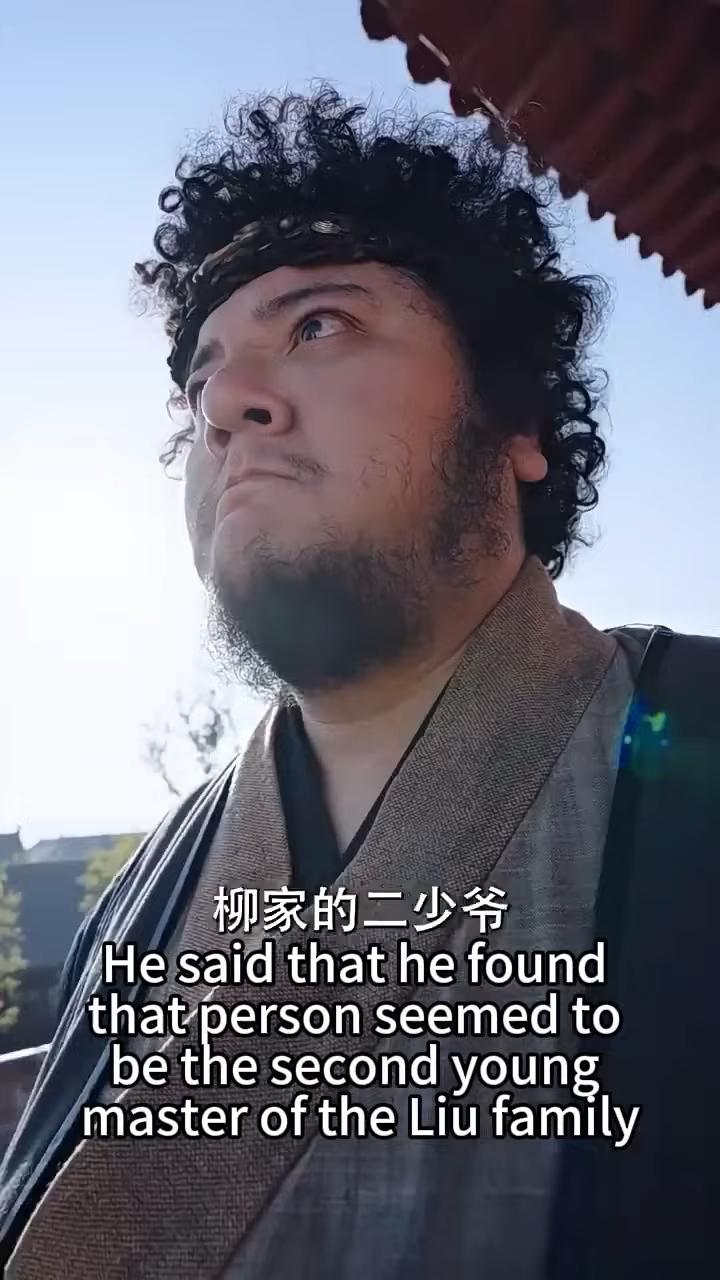 柳家的二少爷
He said that he found
that person seemed to
be the second young
master of the Liu family